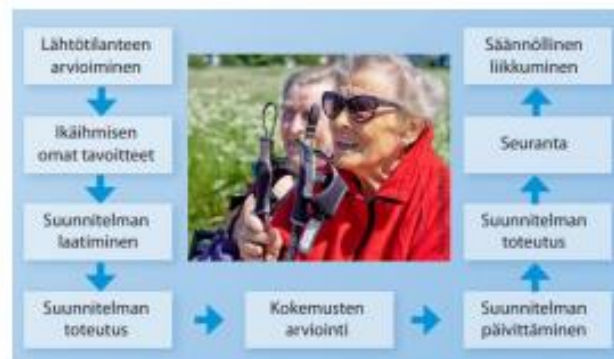 Lähtötilanteen
arvioiminen
Ikäihmisen
omat tavoitteet
Suunnitelman
laatiminen
Suunnitelman
toteutus
Kokemusten
arviointi
Suunnitelman
päivittäminen
Suunnitelman
toteutus
Seuranta
Säännöllinen
liikkuminen